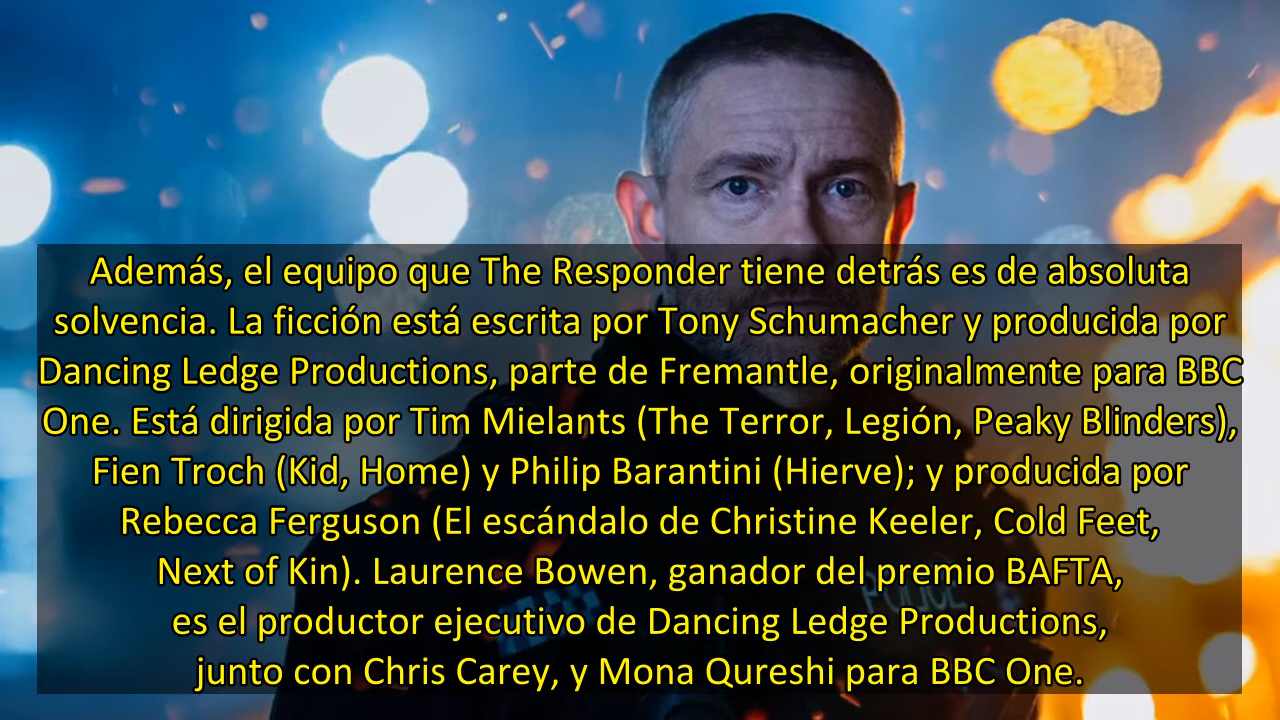 Además, el equipo que The Responder tiene detrás es de absoluta
solvencia. La ficción está escrita por Tony Schumacher y producida por
Dancing Ledge Productions, parte de Fremantle, originalmente para BBC
One. Está dirigida por Tim Mielants (The Terror, Legión, Peaky Blinders),
Fien Troch (Kid, Home) y Philip Barantini (Hierve); y producida por
Rebecca Ferguson (El escándalo de Christine Keeler, Cold Feet,
Next of Kin). Laurence Bowen, ganador del premio BAFTA,
es el productor ejecutivo de Dancing Ledge Productions,
junto con Chris Carey, y Mona Qureshi para BBC One.
POLICE